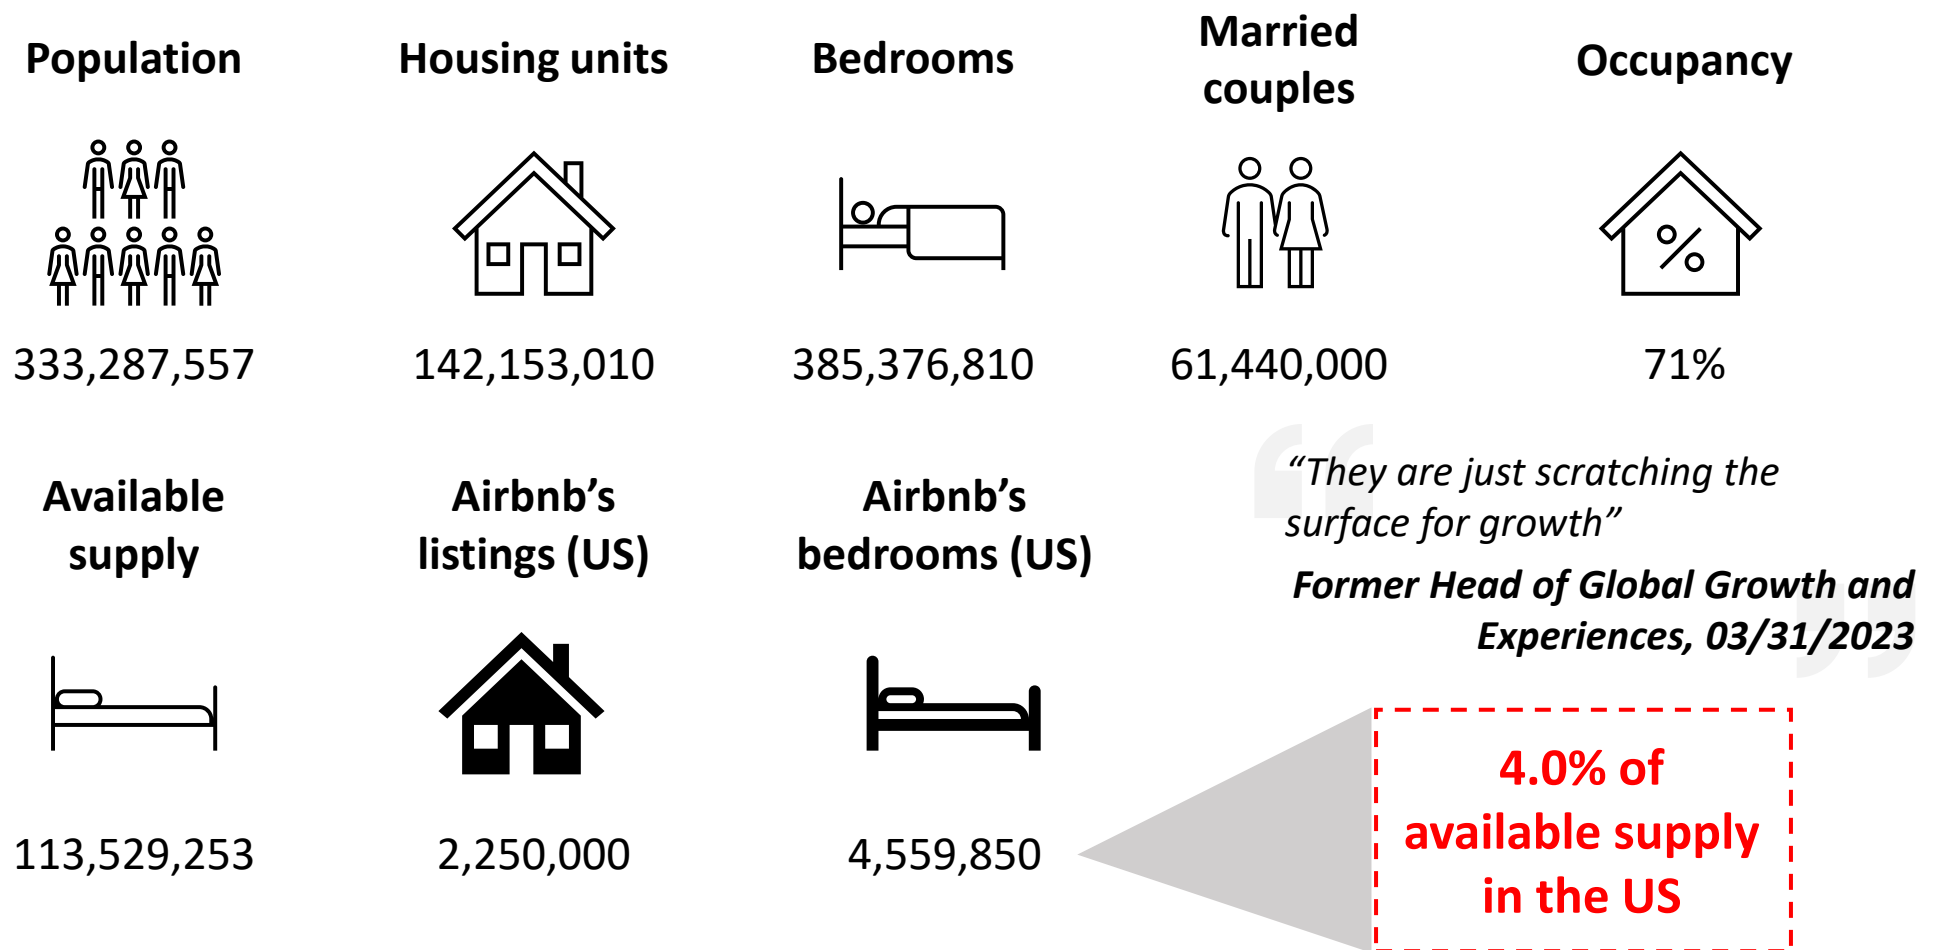 Population
Housing units
Bedrooms
Married
couples
Occupancy
%
333,287,557
142,153,010
385,376,810
61,440,000
71%
Available
supply
Airbnb’s
listings (US)
Airbnb’s
bedrooms (US)
“They are just scratching the
surface for growth”
Former Head of Global Growth and
Experiences, 03/31/2023
113,529,253
2,250,000
4,559,850
4.0% of
available supply
in the US